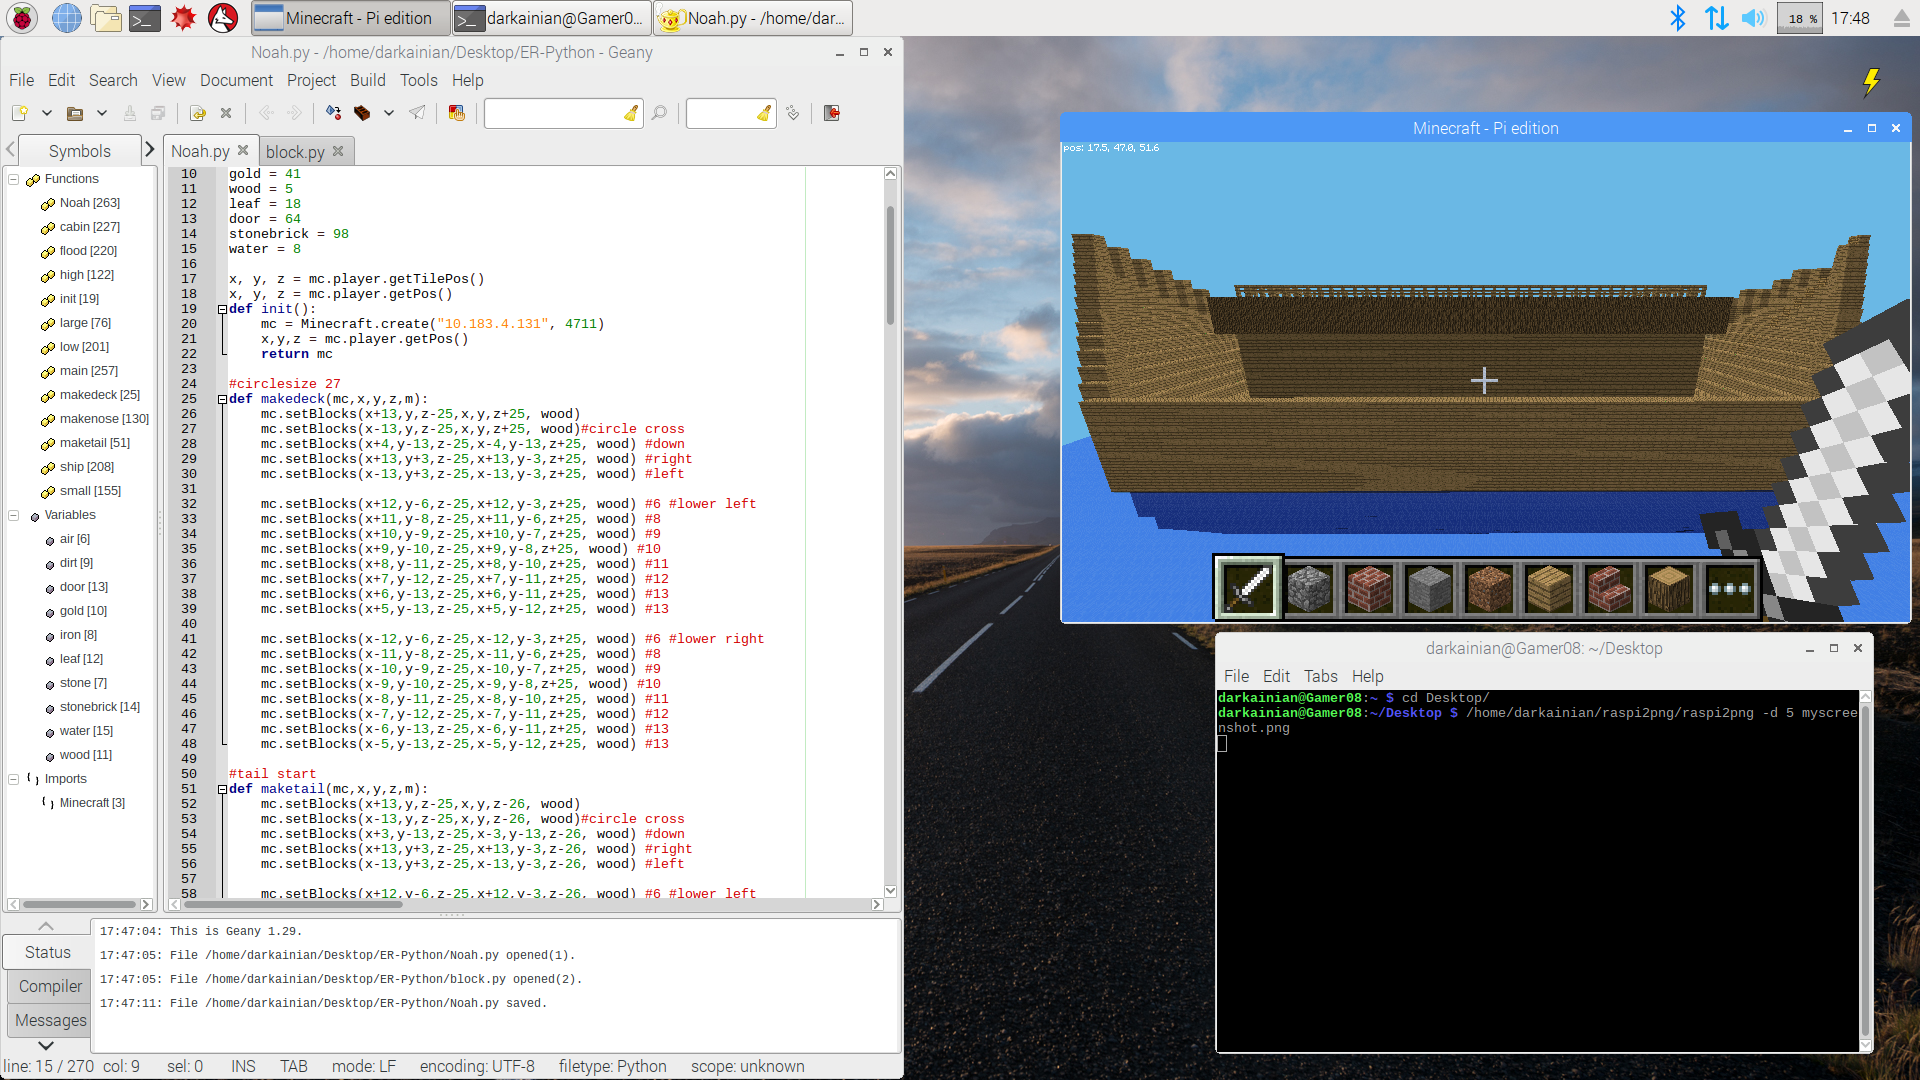 Minecraft - Pi edition
darkainian@Gamer0...
Noah.py - /home/dar...
18 %
17:48
Noah.py - /home/darkainian/Desktop/ER-Python - Geany
File Edit Search View Document Project Build Tools Help
Symbols
Noah.py
block.py
Functions
Noah [263]
cabin [227]
flood [220]
high [122]
init [19]
large [76]
low [201]
main [257]
makedeck [25]
makenose [130]
maketail [51]
ship [208]
small [155]
Variables
air [6]
dirt [9]
door [13]
gold [10]
iron [8]
leaf [12]
stone [7]
stonebrick [14]
water [15]
wood [11]
Imports
Minecraft [3]
10 gold = 41
11 wood = 5
12 leaf = 18
13 door = 64
14 stonebrick = 98
15 water = 8
16
17 x, y, z = mc.player.getTilePos()
18 x, y, z = mc.player.getPos()
19 def init():
20     mc = Minecraft.create("10.183.4.131", 4711)
21     x,y,z = mc.player.getPos()
22     return mc
23
24 #circlesize 27
25 def makedeck(mc,x,y,z,m):
26     mc.setBlocks(x+13,y,z-25,x,y,z+25, wood)
27     mc.setBlocks(x-13,y,z-25,x,y,z+25, wood)#circle cross
28     mc.setBlocks(x+4,y-13,z-25,x-4,y-13,z+25, wood) #down
29     mc.setBlocks(x+13,y+3,z-25,x+13,y-3,z+25, wood) #right
30     mc.setBlocks(x-13,y+3,z-25,x-13,y-3,z+25, wood) #left
31
32     mc.setBlocks(x+12,y-6,z-25,x+12,y-3,z+25, wood) #6 #lower left
33     mc.setBlocks(x+11,y-8,z-25,x+11,y-6,z+25, wood) #8
34     mc.setBlocks(x+10,y-9,z-25,x+10,y-7,z+25, wood) #9
35     mc.setBlocks(x+9,y-10,z-25,x+9,y-8,z+25, wood) #10
36     mc.setBlocks(x+8,y-11,z-25,x+8,y-10,z+25, wood) #11
37     mc.setBlocks(x+7,y-12,z-25,x+7,y-11,z+25, wood) #12
38     mc.setBlocks(x+6,y-13,z-25,x+6,y-11,z+25, wood) #13
39     mc.setBlocks(x+5,y-13,z-25,x+5,y-12,z+25, wood) #13
40
41     mc.setBlocks(x-12,y-6,z-25,x-12,y-3,z+25, wood) #6 #lower right
42     mc.setBlocks(x-11,y-8,z-25,x-11,y-6,z+25, wood) #8
43     mc.setBlocks(x-10,y-9,z-25,x-10,y-7,z+25, wood) #9
44     mc.setBlocks(x-9,y-10,z-25,x-9,y-8,z+25, wood) #10
45     mc.setBlocks(x-8,y-11,z-25,x-8,y-10,z+25, wood) #11
46     mc.setBlocks(x-7,y-12,z-25,x-7,y-11,z+25, wood) #12
47     mc.setBlocks(x-6,y-13,z-25,x-6,y-11,z+25, wood) #13
48     mc.setBlocks(x-5,y-13,z-25,x-5,y-12,z+25, wood) #13
49
50 #tail start
51 def maketail(mc,x,y,z,m):
52     mc.setBlocks(x+13,y,z-25,x,y,z-26, wood)
53     mc.setBlocks(x-13,y,z-25,x,y,z-26, wood)#circle cross
54     mc.setBlocks(x+3,y-13,z-25,x-3,y-13,z-26, wood) #down
55     mc.setBlocks(x+13,y+3,z-25,x+13,y-3,z-26, wood) #right
56     mc.setBlocks(x-13,y+3,z-25,x-13,y-3,z-26, wood) #left
57
58     mc.setBlocks(x+12,y-6,z-25,x+12,y-3,z-26, wood) #6 #lower left
Status
Compiler
Messages
17:47:04: This is Geany 1.29.
17:47:05: File /home/darkainian/Desktop/ER-Python/Noah.py opened(1).
17:47:05: File /home/darkainian/Desktop/ER-Python/block.py opened(2).
17:47:11: File /home/darkainian/Desktop/ER-Python/Noah.py saved.
line: 15 / 270 col: 9 sel: 0 INS TAB mode: LF encoding: UTF-8 filetype: Python scope: unknown
Minecraft - Pi edition
pos: 17.5, 47.0, 51.6
darkainian@Gamer08: ~/Desktop
File Edit Tabs Help
darkainian@Gamer08:~ $ cd Desktop/
darkainian@Gamer08:~/Desktop $ /home/darkainian/raspi2png/raspi2png -d 5 myscree
nshot.png